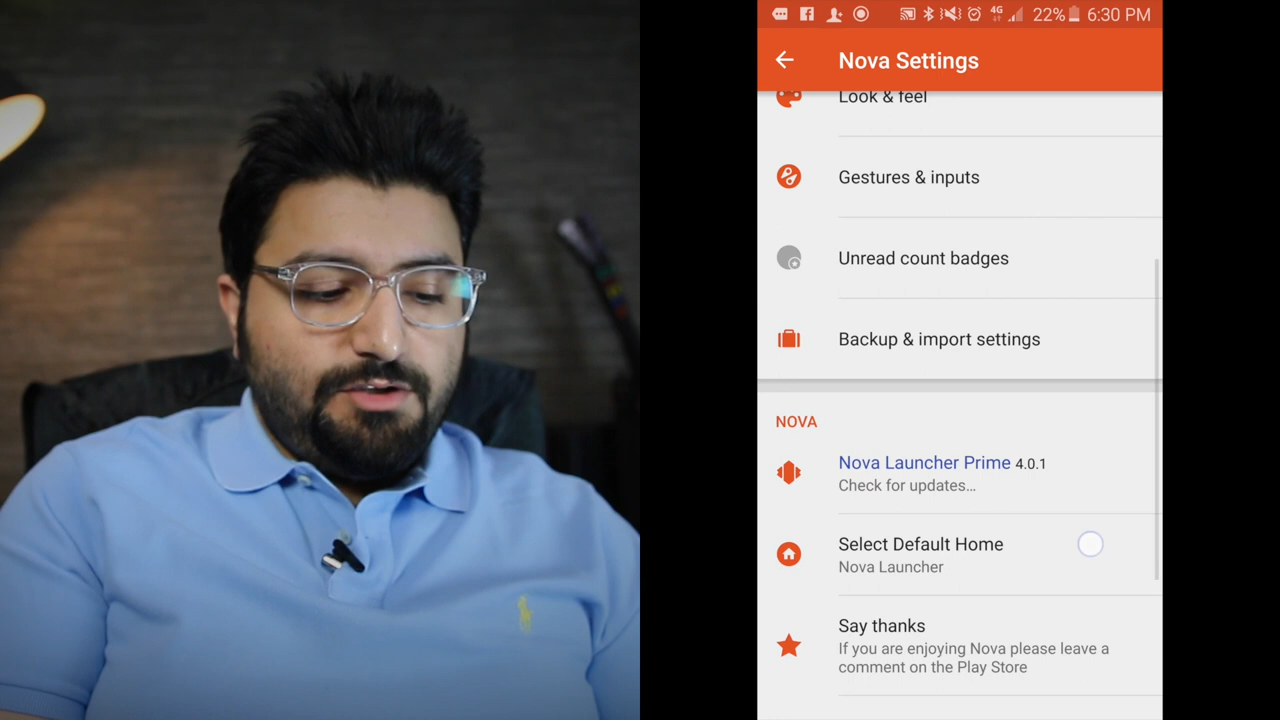 4G 22% 6:30 PM
Nova Settings
Look & feel
Gestures & inputs
Unread count badges
Backup & import settings
NOVA
Nova Launcher Prime 4.0.1
Check for updates…
Select Default Home
Nova Launcher
Say thanks
If you are enjoying Nova please leave a
comment on the Play Store